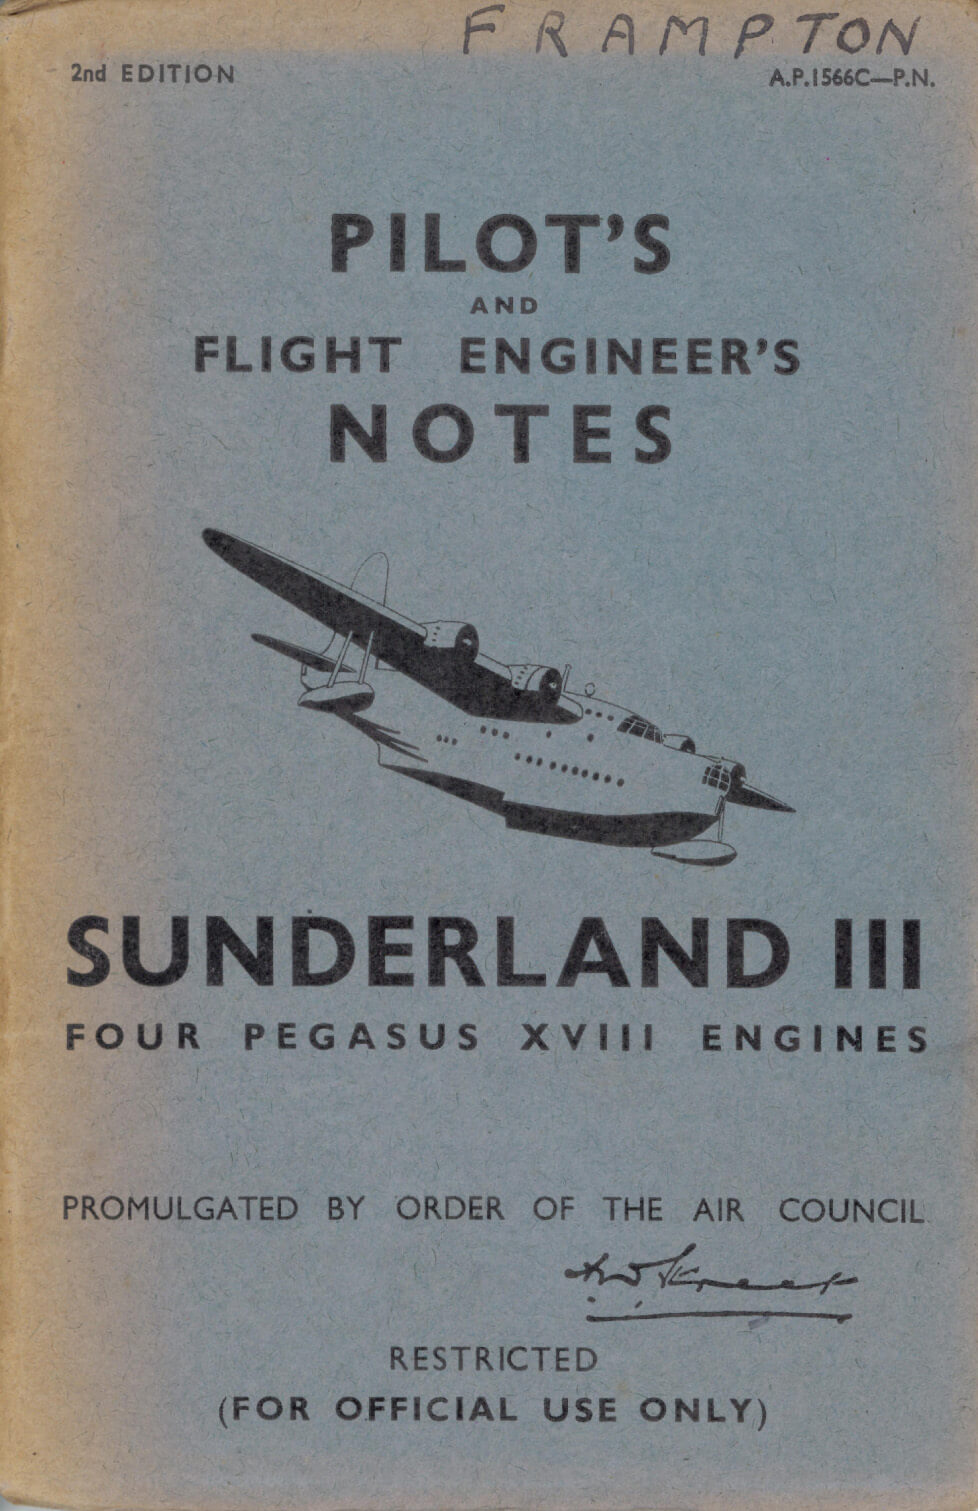 FRAMPTON
2nd EDITION A.P.1566C—P.N.
PILOT'S
AND
FLIGHT ENGINEER'S
NOTES
SUNDERLAND III
FOUR PEGASUS XVIII ENGINES
PROMULGATED BY ORDER OF THE AIR COUNCIL
RESTRICTED
(FOR OFFICIAL USE ONLY)